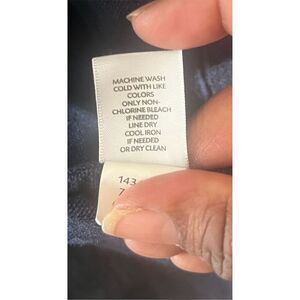 MACHINE WASH
COLD WITH LIKE
COLORS
ONLY NON-
CHLORINE BLEACH
IF NEEDED
LINE DRY
COOL IRON
IF NEEDED
OR DRY CLEAN
143
7